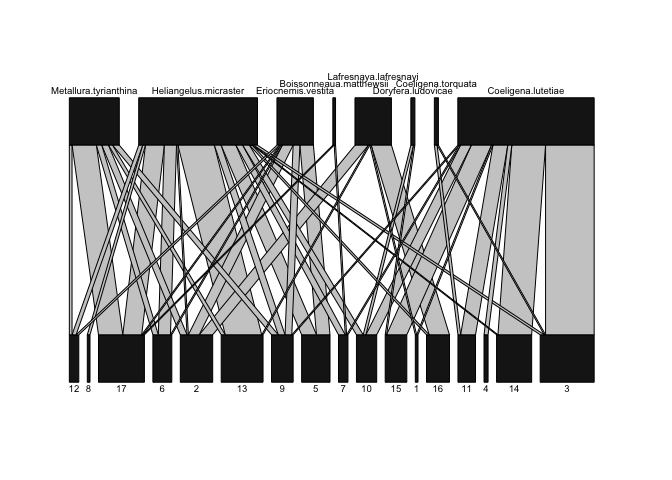 Lafresnaya.lafresnayi
Boissonneaua.matthewsii Coeligena.torquata
Metallura.tyrianthina Heliangelus.micraster Eriocnemis.vestita Doryfera.ludovicae Coeligena.lutetiae
12 8 17 6 2 13 9 5 7 10 15 1 16 11 4 14 3